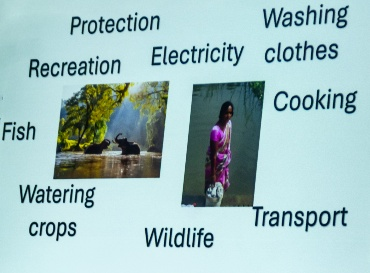 Protection
Washing
clothes
Recreation
Electricity
Cooking
Fish
Watering
crops
Wildlife
Transport